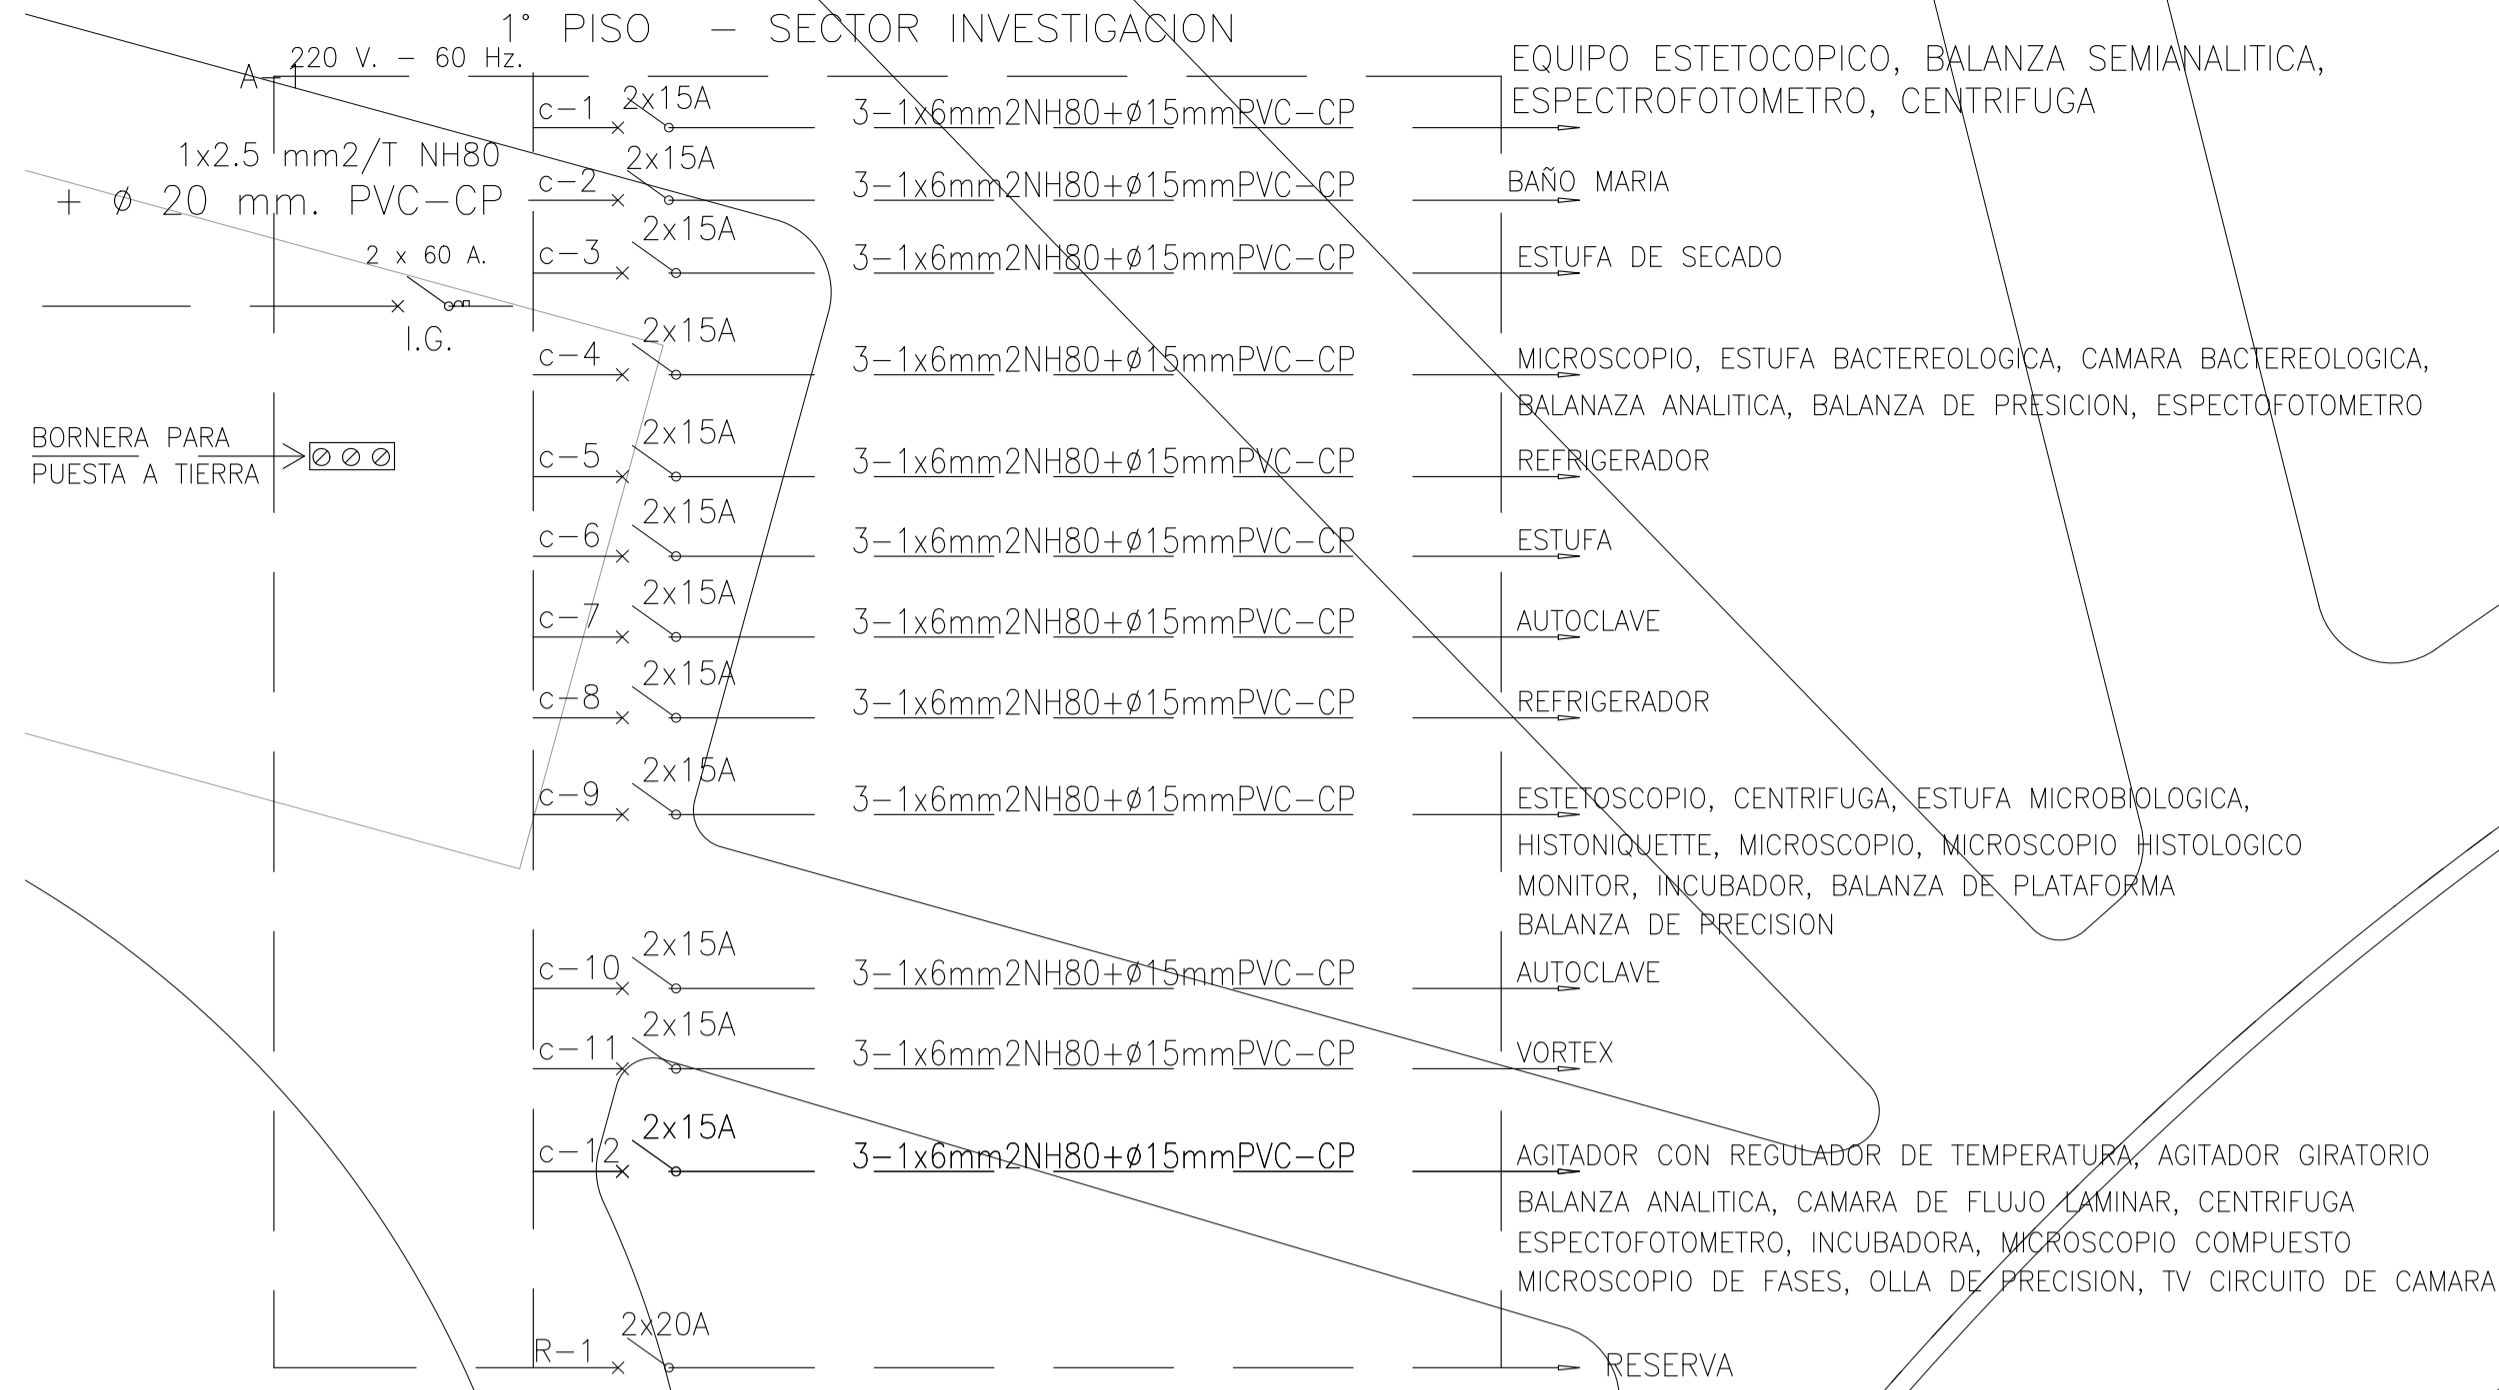 1° PISO - SECTOR INVESTIGACION
220 V. - 60 Hz.
A-1
1x2.5 mm2/T NH80
+ ø 20 mm. PVC-CP
2 x 60 A.
I.G.
BORNERA PARA
PUESTA A TIERRA
c-1 2x15A 3-1x6mm2NH80+ø15mmPVC-CP EQUIPO ESTETOCOPICO, BALANZA SEMIANALITICA,
ESPECTROFOTOMETRO, CENTRIFUGA
c-2 2x15A 3-1x6mm2NH80+ø15mmPVC-CP BAÑO MARIA
c-3 2x15A 3-1x6mm2NH80+ø15mmPVC-CP ESTUFA DE SECADO
c-4 2x15A 3-1x6mm2NH80+ø15mmPVC-CP MICROSCOPIO, ESTUFA BACTEREOLOGICA, CAMARA BACTEREOLOGICA,
BALANAZA ANALITICA, BALANZA DE PRESICION, ESPECTOFOTOMETRO
c-5 2x15A 3-1x6mm2NH80+ø15mmPVC-CP REFRIGERADOR
c-6 2x15A 3-1x6mm2NH80+ø15mmPVC-CP ESTUFA
c-7 2x15A 3-1x6mm2NH80+ø15mmPVC-CP AUTOCLAVE
c-8 2x15A 3-1x6mm2NH80+ø15mmPVC-CP REFRIGERADOR
c-9 2x15A 3-1x6mm2NH80+ø15mmPVC-CP ESTETOSCOPIO, CENTRIFUGA, ESTUFA MICROBIOLOGICA,
HISTONIQUETTE, MICROSCOPIO, MICROSCOPIO HISTOLOGICO
MONITOR, INCUBADOR, BALANZA DE PLATAFORMA
BALANZA DE PRECISION
c-10 2x15A 3-1x6mm2NH80+ø15mmPVC-CP AUTOCLAVE
c-11 2x15A 3-1x6mm2NH80+ø15mmPVC-CP VORTEX
c-12 2x15A 3-1x6mm2NH80+ø15mmPVC-CP AGITADOR CON REGULADOR DE TEMPERATURA, AGITADOR GIRATORIO
BALANZA ANALITICA, CAMARA DE FLUJO LAMINAR, CENTRIFUGA
ESPECTOFOTOMETRO, INCUBADORA, MICROSCOPIO COMPUESTO
MICROSCOPIO DE FASES, OLLA DE PRECISION, TV CIRCUITO DE CAMARA
R-1 2x20A RESERVA